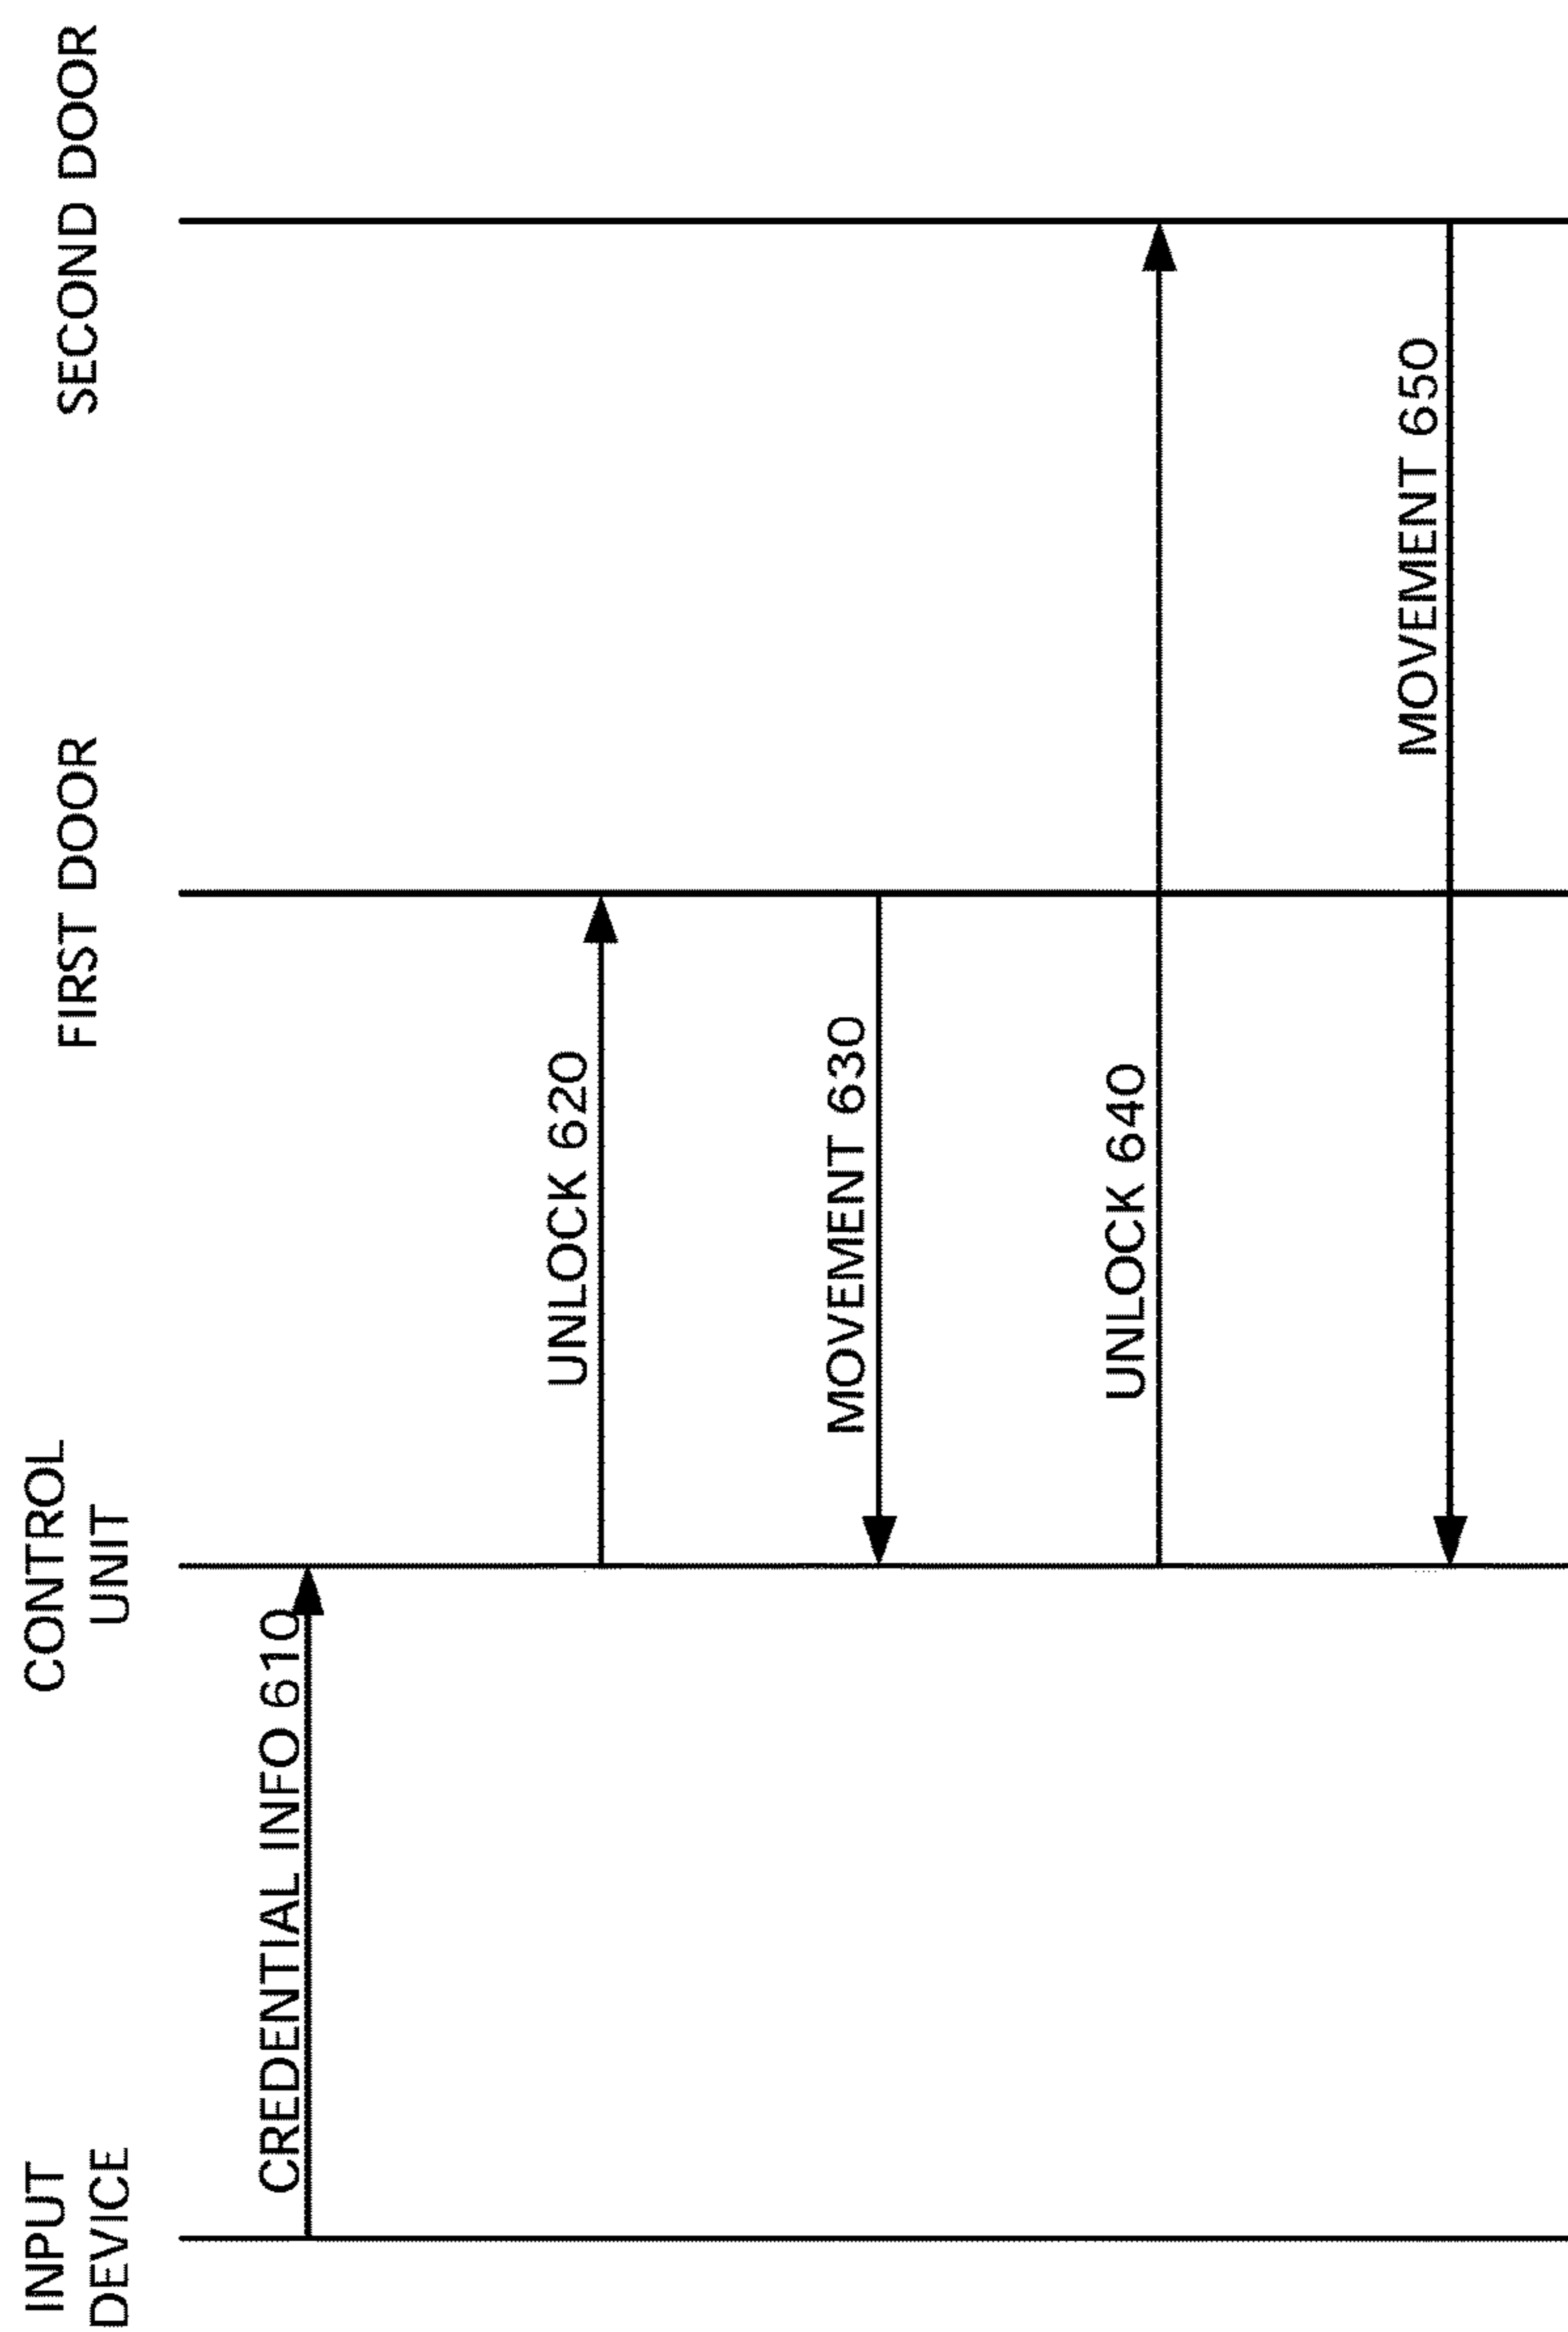 INPUT
DEVICE
CONTROL
UNIT
FIRST DOOR
SECOND DOOR
CREDENTIAL INFO 610
UNLOCK 620
MOVEMENT 630
UNLOCK 640
MOVEMENT 650